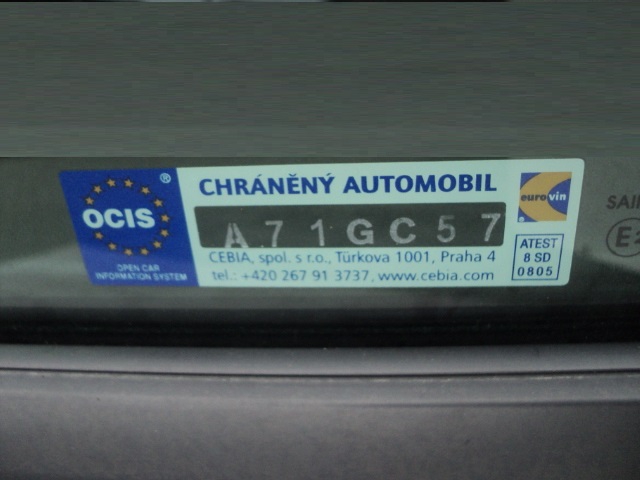 OCIS ®
OPEN CAR
INFORMATION SYSTEM
CHRÁNĚNÝ AUTOMOBIL
A71GC57
CEBIA, spol. s r.o., Türkova 1001, Praha 4
tel.: +420 267 91 3737, www.cebia.com
eurovin
®
ATEST
8 SD
0805